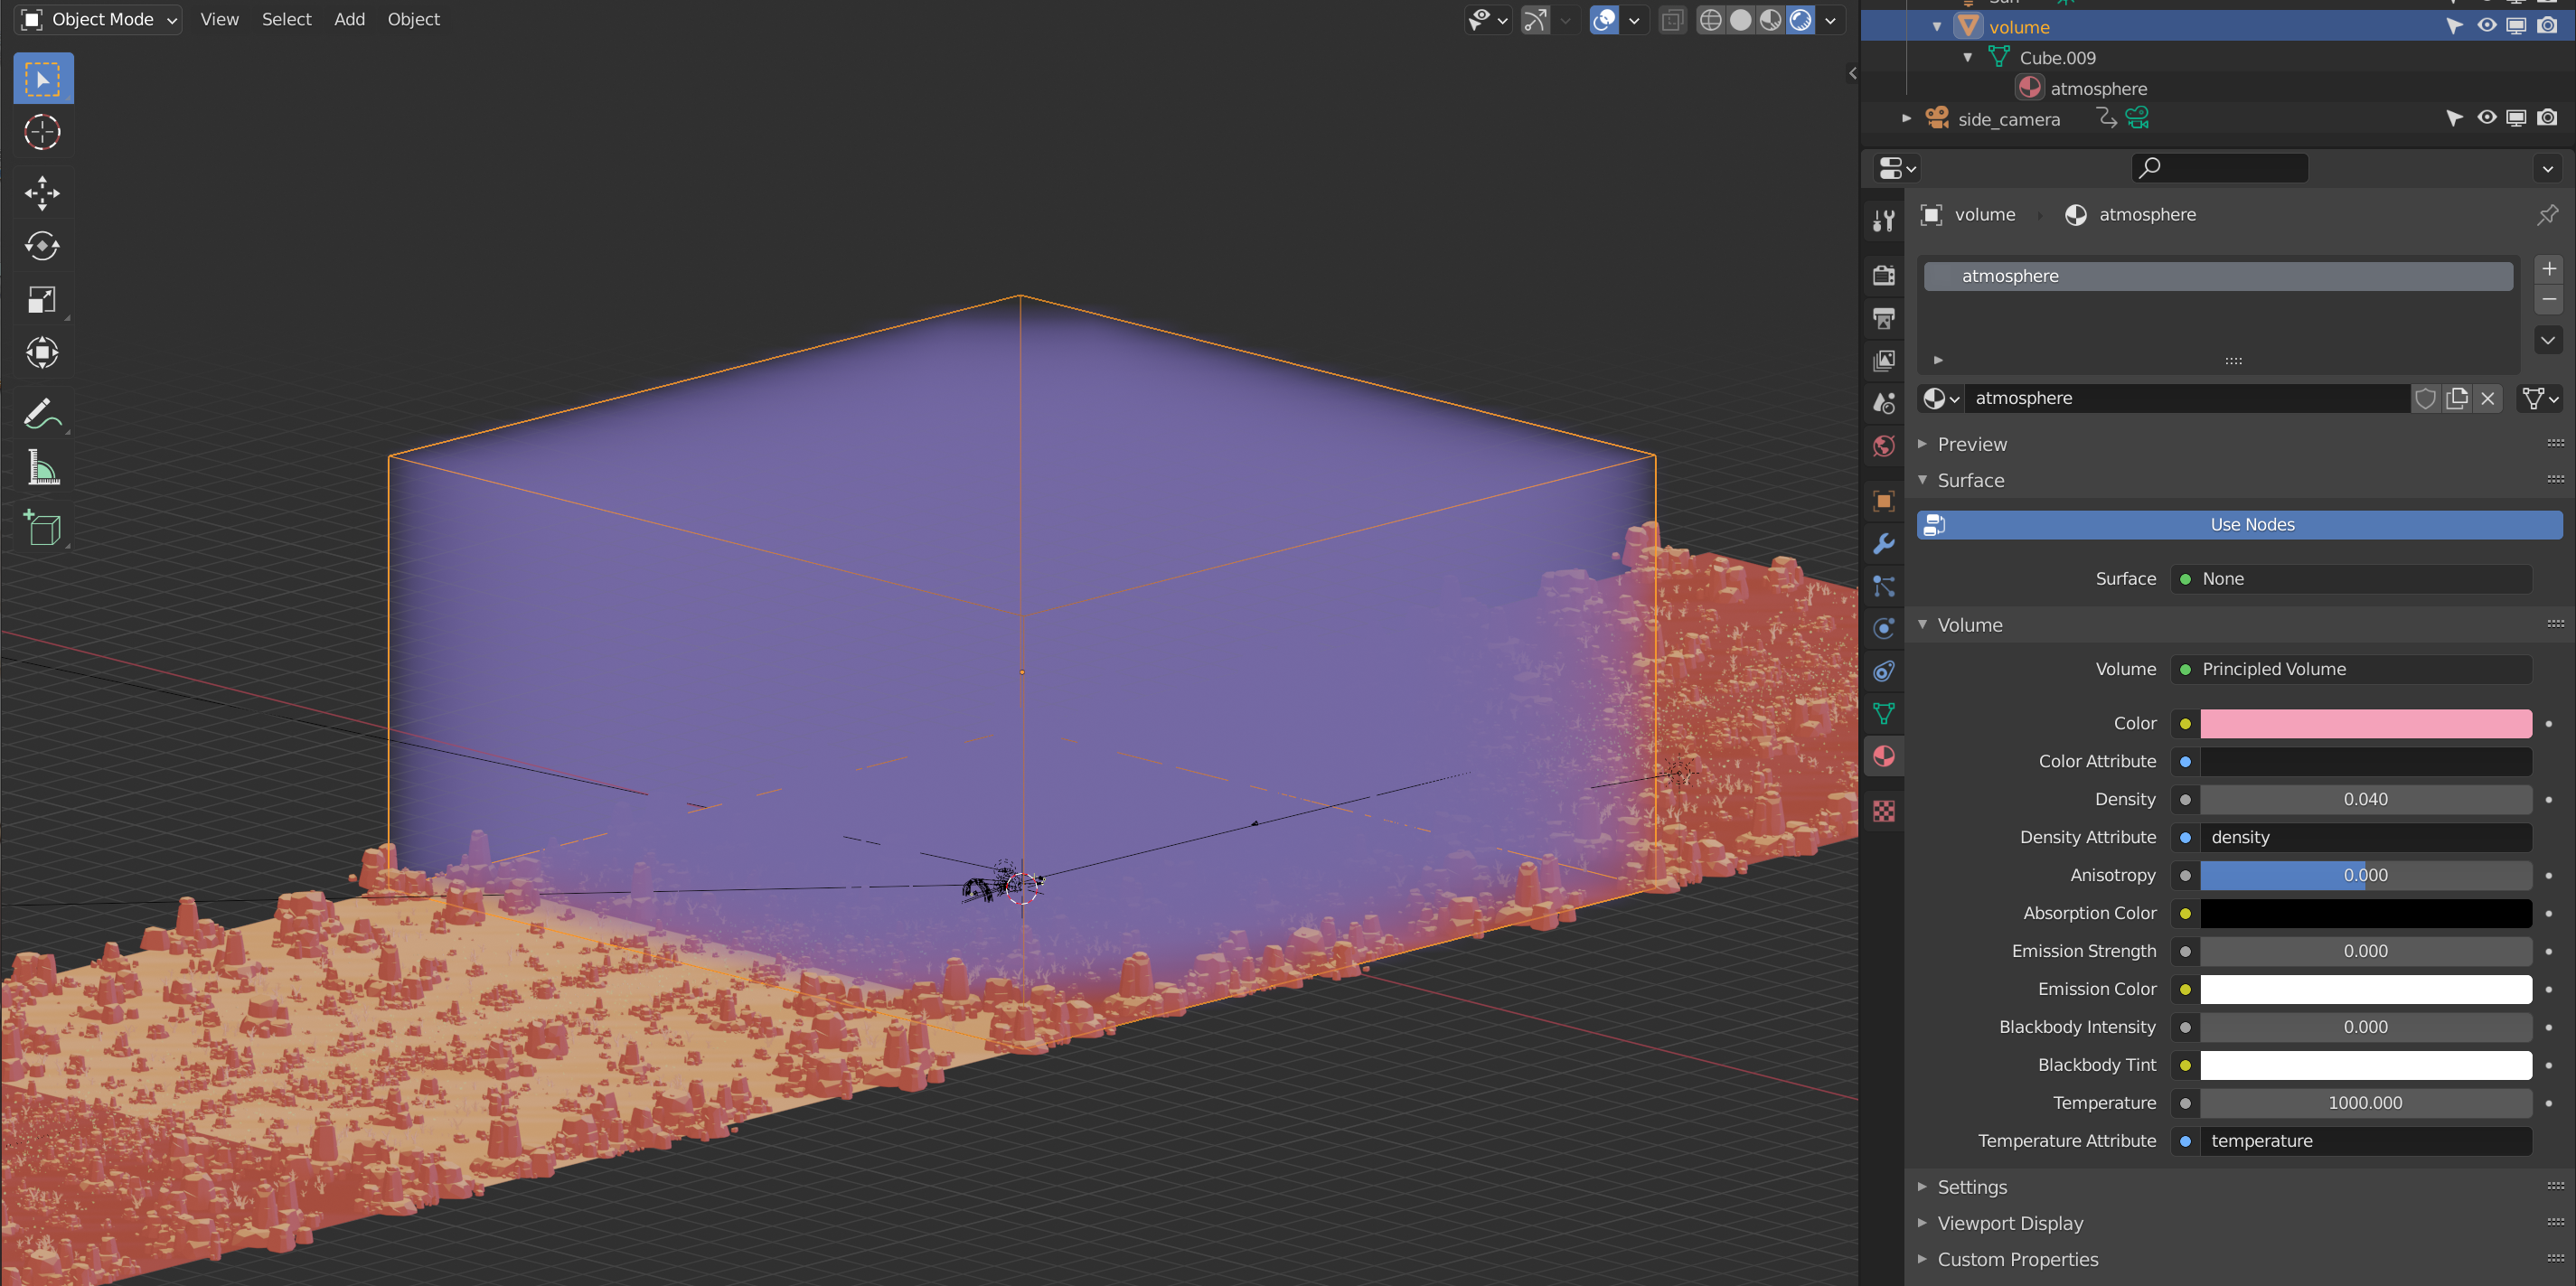 Object Mode View Select Add Object
Sun
volume
Cube.009
atmosphere
side_camera
volume atmosphere
atmosphere
atmosphere
Preview
Surface
Use Nodes
Surface None
Volume
Volume Principled Volume
Color
Color Attribute
Density 0.040
Density Attribute density
Anisotropy 0.000
Absorption Color
Emission Strength 0.000
Emission Color
Blackbody Intensity 0.000
Blackbody Tint
Temperature 1000.000
Temperature Attribute temperature
Settings
Viewport Display
Custom Properties